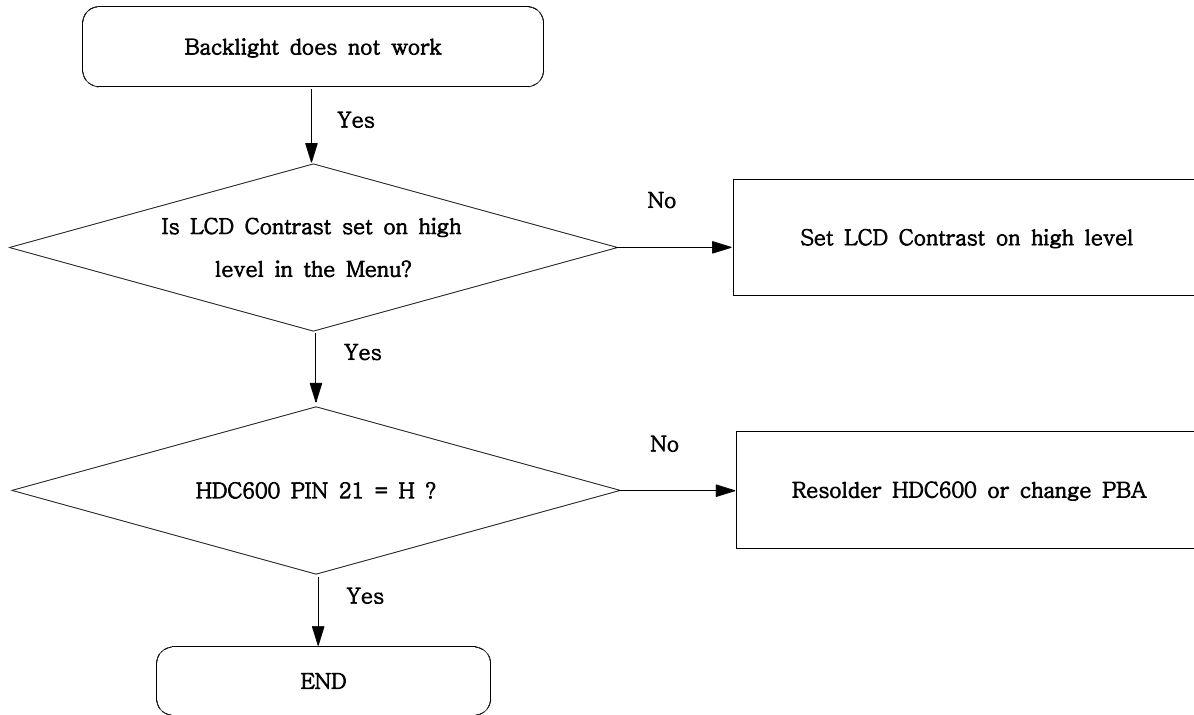 Backlight does not work
Yes
Is LCD Contrast set on high
level in the Menu?
No
Set LCD Contrast on high level
Yes
HDC600 PIN 21 = H ?
No
Resolder HDC600 or change PBA
Yes
END